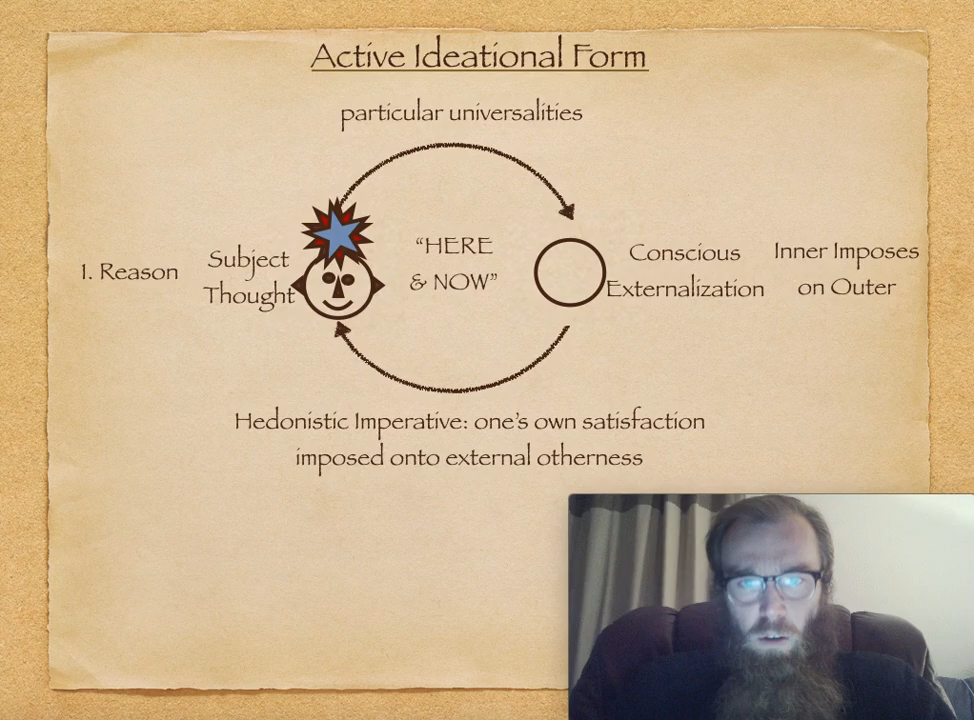 Active Ideational Form
particular universalities
1. Reason
Subject
Thought
“HERE
& NOW”
Conscious
Externalization
Inner Imposes
on Outer
Hedonistic Imperative: one’s own satisfaction
imposed onto external otherness